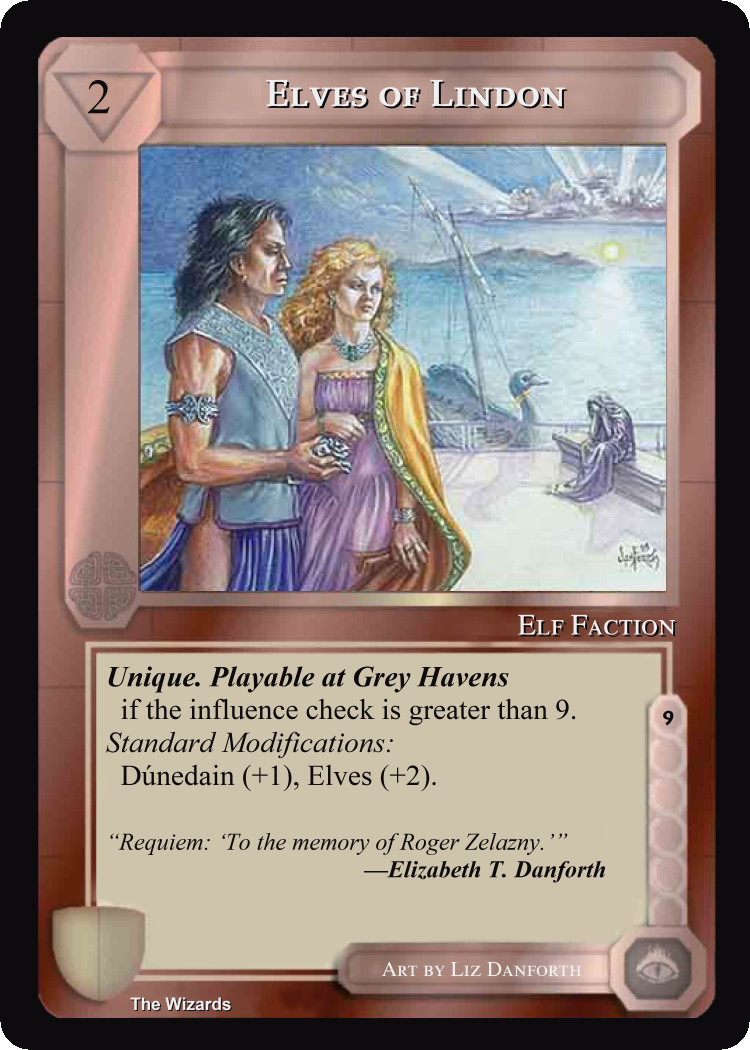 2
Elves of Lindon
Danforth
Elf Faction
Unique. Playable at Grey Havens
if the influence check is greater than 9.
9
Standard Modifications:
Dúnedain (+1), Elves (+2).
“Requiem: ‘To the memory of Roger Zelazny.’”
—Elizabeth T. Danforth
Art by Liz Danforth
The Wizards